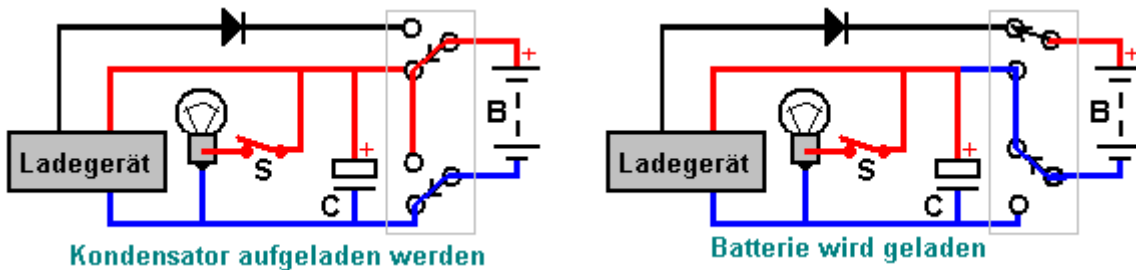 + +
B B
+ +
Ladegerät S Ladegerät S
C C
Kondensator aufgeladen werden
Batterie wird geladen